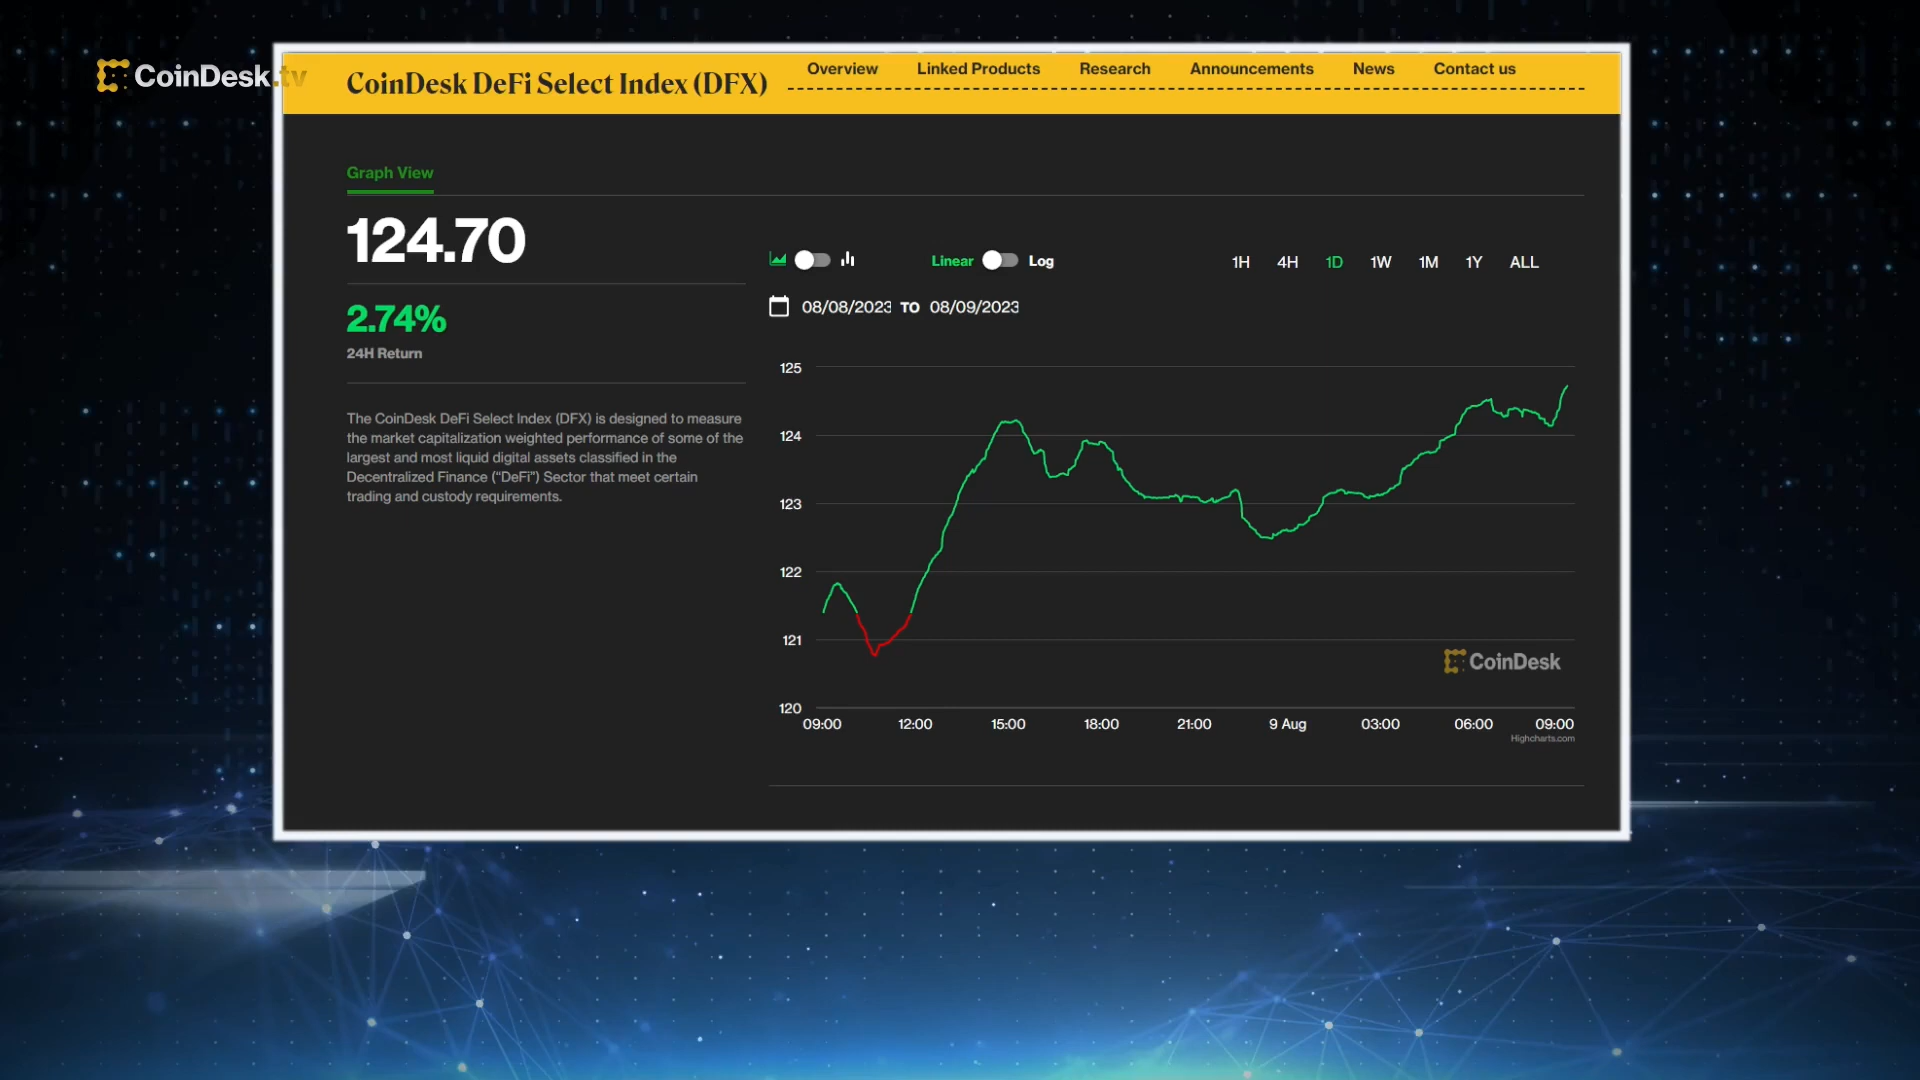 CoinDesk.tv
CoinDesk DeFi Select Index (DFX)
Overview Linked Products Research Announcements News Contact us
Graph View
124.70
2.74%
24H Return
The CoinDesk DeFi Select Index (DFX) is designed to measure
the market capitalization weighted performance of some of the
largest and most liquid digital assets classified in the
Decentralized Finance (“DeFi”) Sector that meet certain
trading and custody requirements.
Linear Log
1H 4H 1D 1W 1M 1Y ALL
08/08/2023 TO 08/09/2023
125
124
123
122
121
120
CoinDesk
09:00 12:00 15:00 18:00 21:00 9 Aug 03:00 06:00 09:00
Highcharts.com